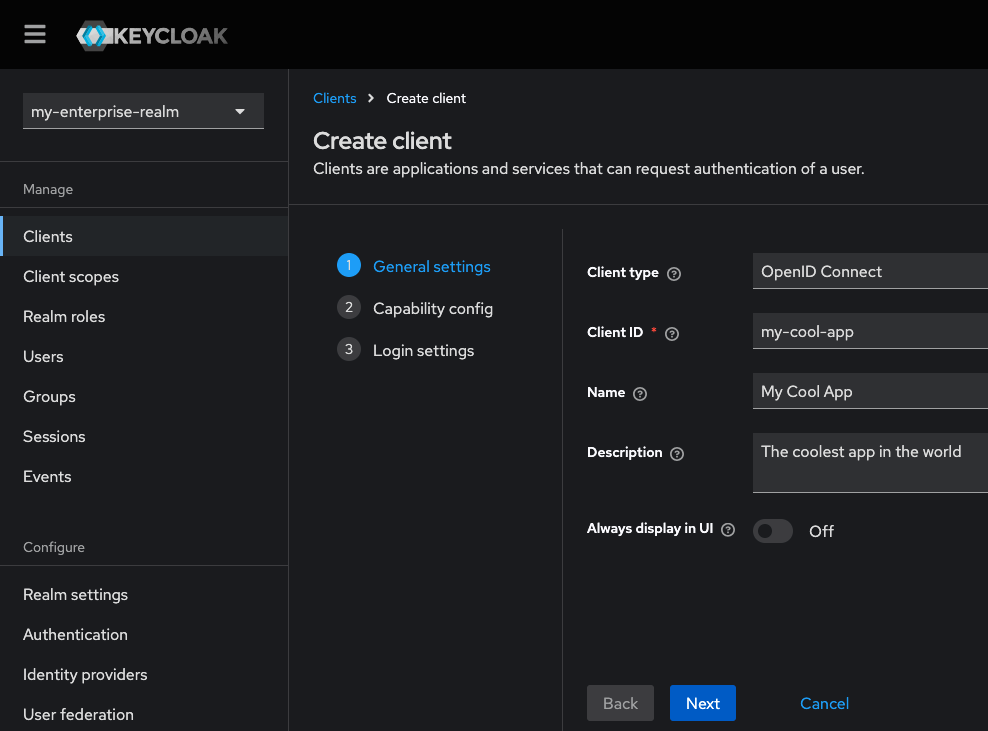 KEYCLOAK
my-enterprise-realm
Manage
Clients
Client scopes
Realm roles
Users
Groups
Sessions
Events
Configure
Realm settings
Authentication
Identity providers
User federation
Clients > Create client
Create client
Clients are applications and services that can request authentication of a user.
1 General settings
2 Capability config
3 Login settings
Client type ? OpenID Connect
Client ID * ? my-cool-app
Name ? My Cool App
Description ? The coolest app in the world
Always display in UI ? Off
Back Next Cancel